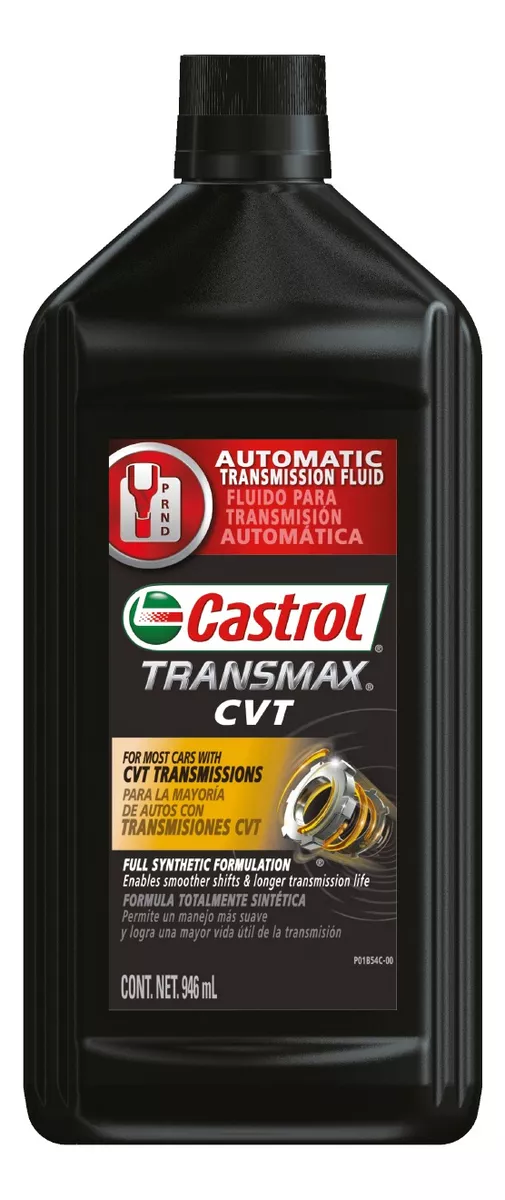 AUTOMATIC
TRANSMISSION FLUID
FLUIDO PARA
TRANSMISIÓN
AUTOMÁTICA
P
R
N
D
Castrol®
TRANSMAX®
CVT
FOR MOST CARS WITH
CVT TRANSMISSIONS
PARA LA MAYORÍA
DE AUTOS CON
TRANSMISIONES CVT
FULL SYNTHETIC FORMULATION ®
Enables smoother shifts & longer transmission life
FORMULA TOTALMENTE SINTÉTICA
Permite un manejo más suave
y logra una mayor vida útil de la transmisión
P01B54C-00
CONT. NET. 946 mL